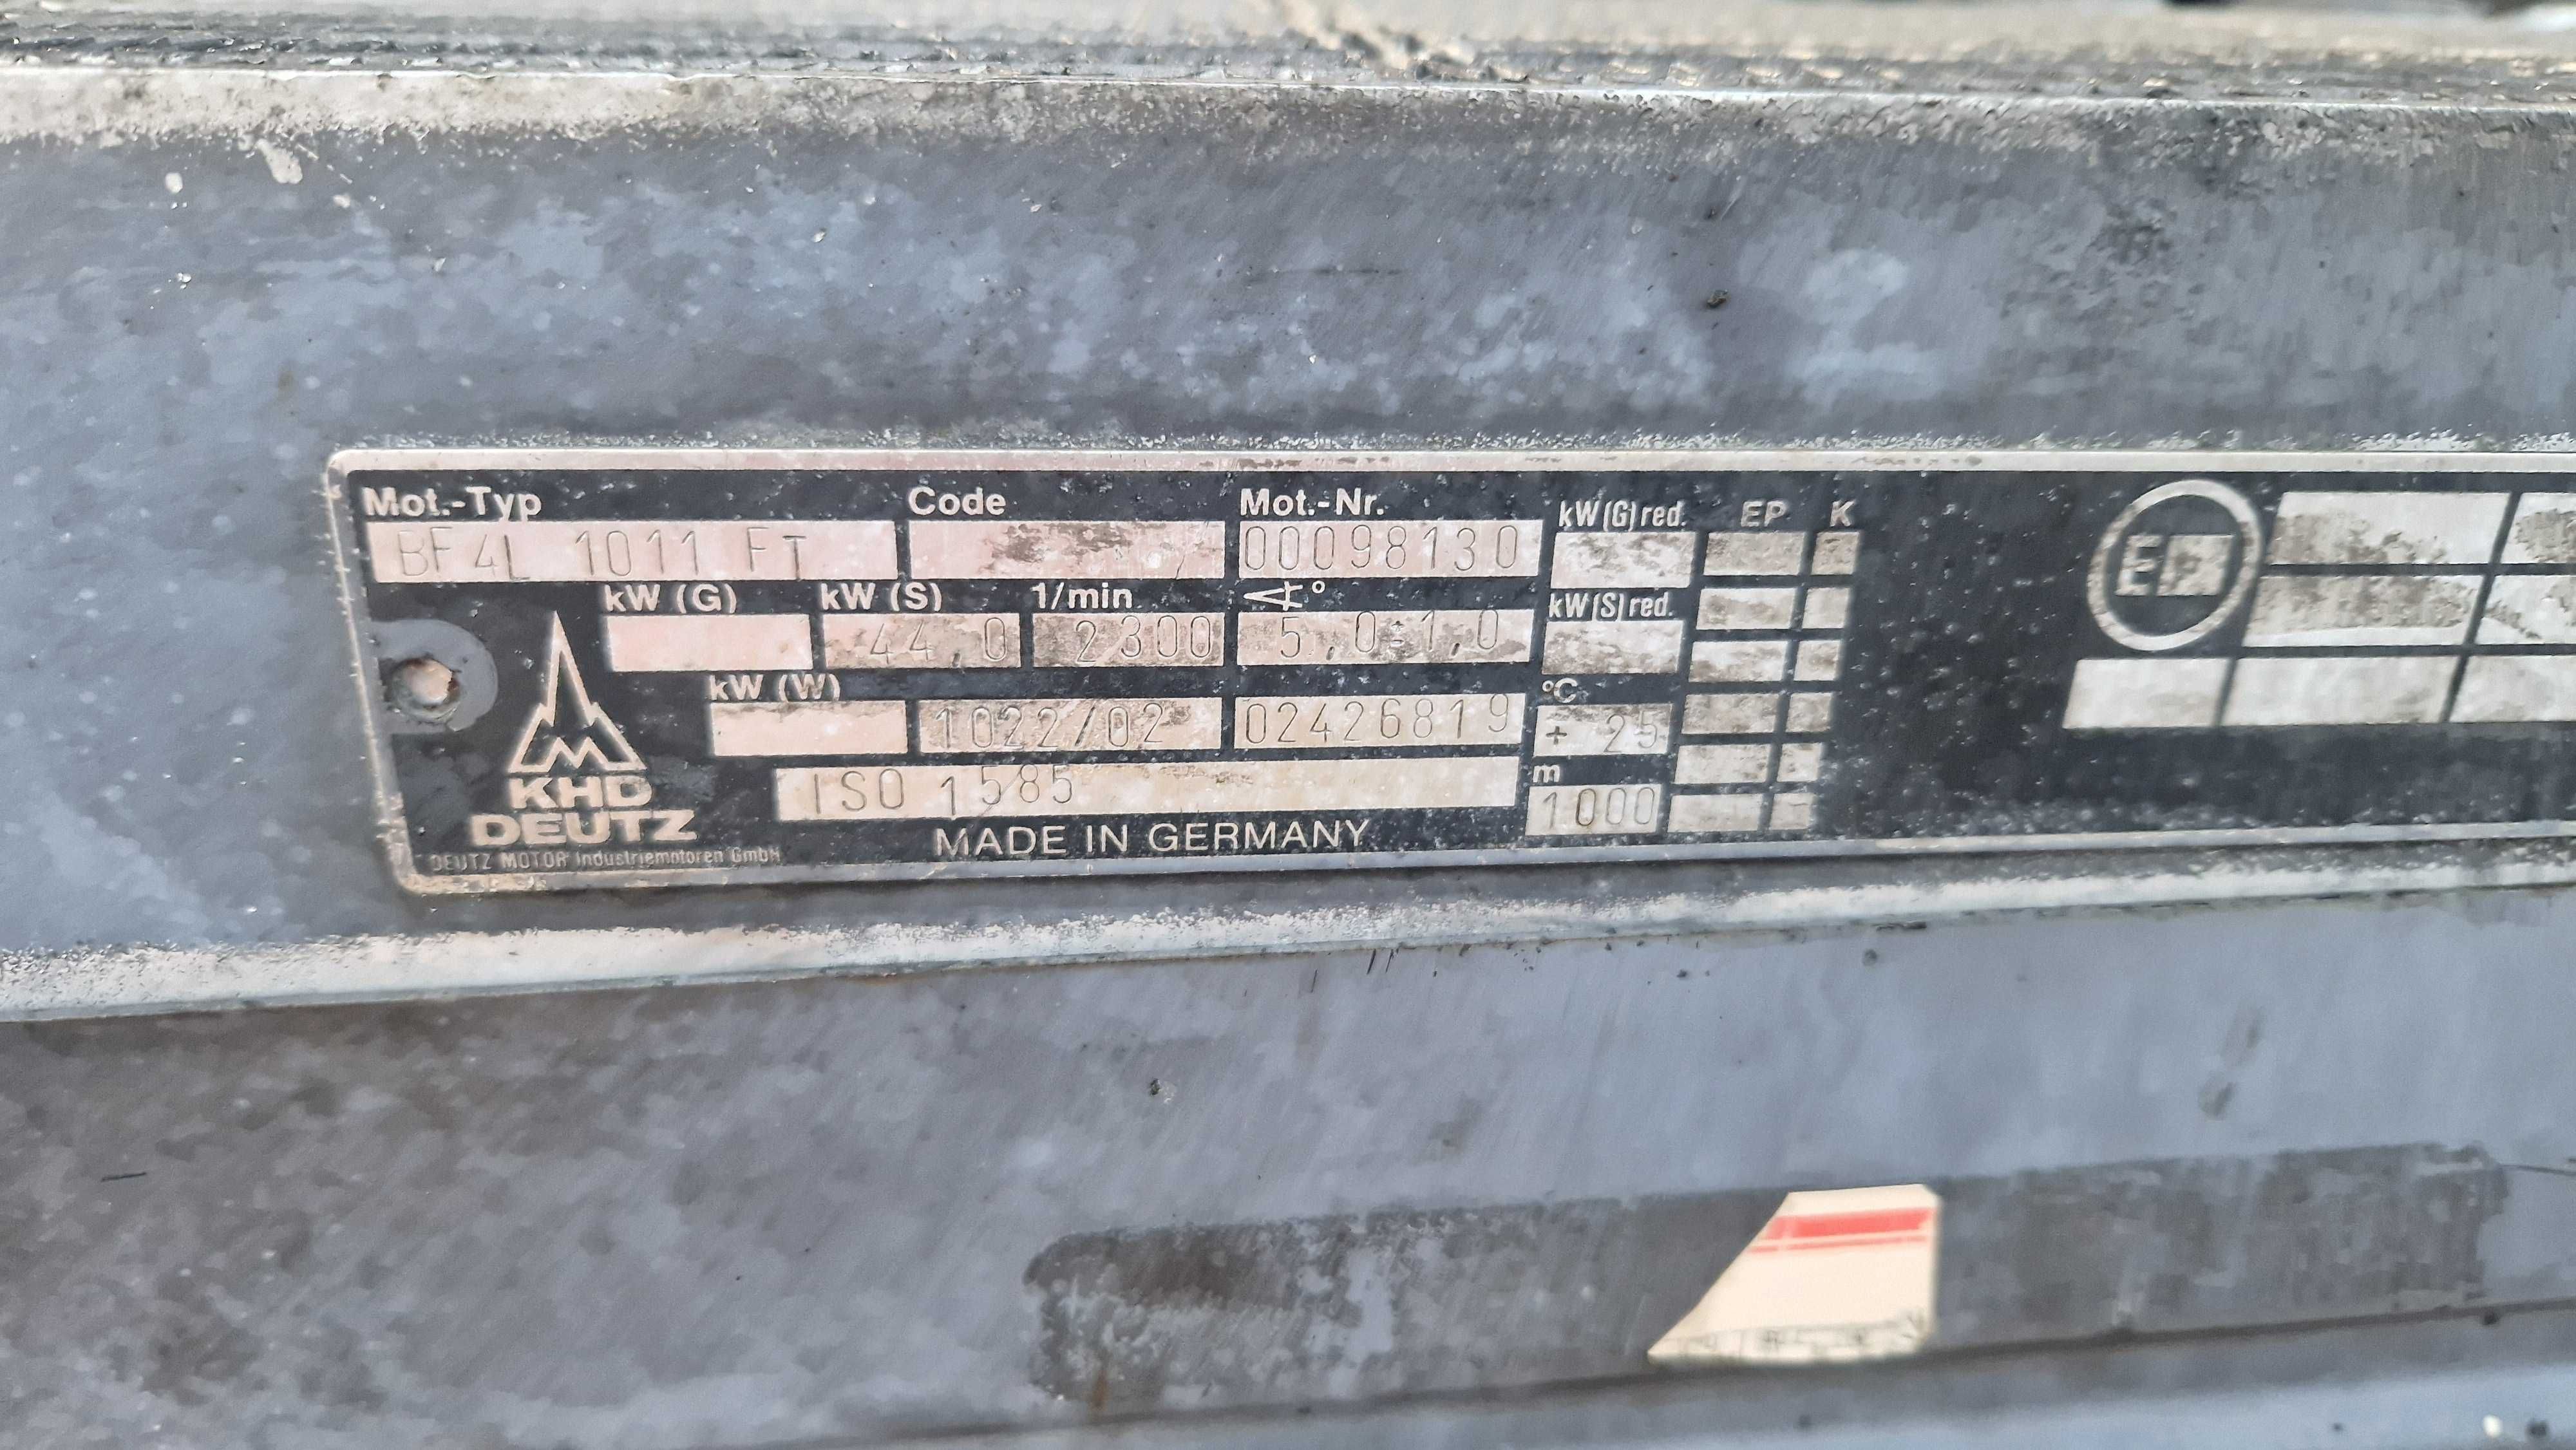 Mot.-Typ Code Mot.-Nr. kW(G)red. EP K
BF4L 1011 FT 00098130
kW (G) kW (S) 1/min ∢° kW(S)red.
44,0 2300 5,0±1,0
kW (W) °C
1022/02 02426819 + 25
ISO 1585 m
1000
KHD
DEUTZ
MADE IN GERMANY
DEUTZ MOTOR Industriemotoren GmbH